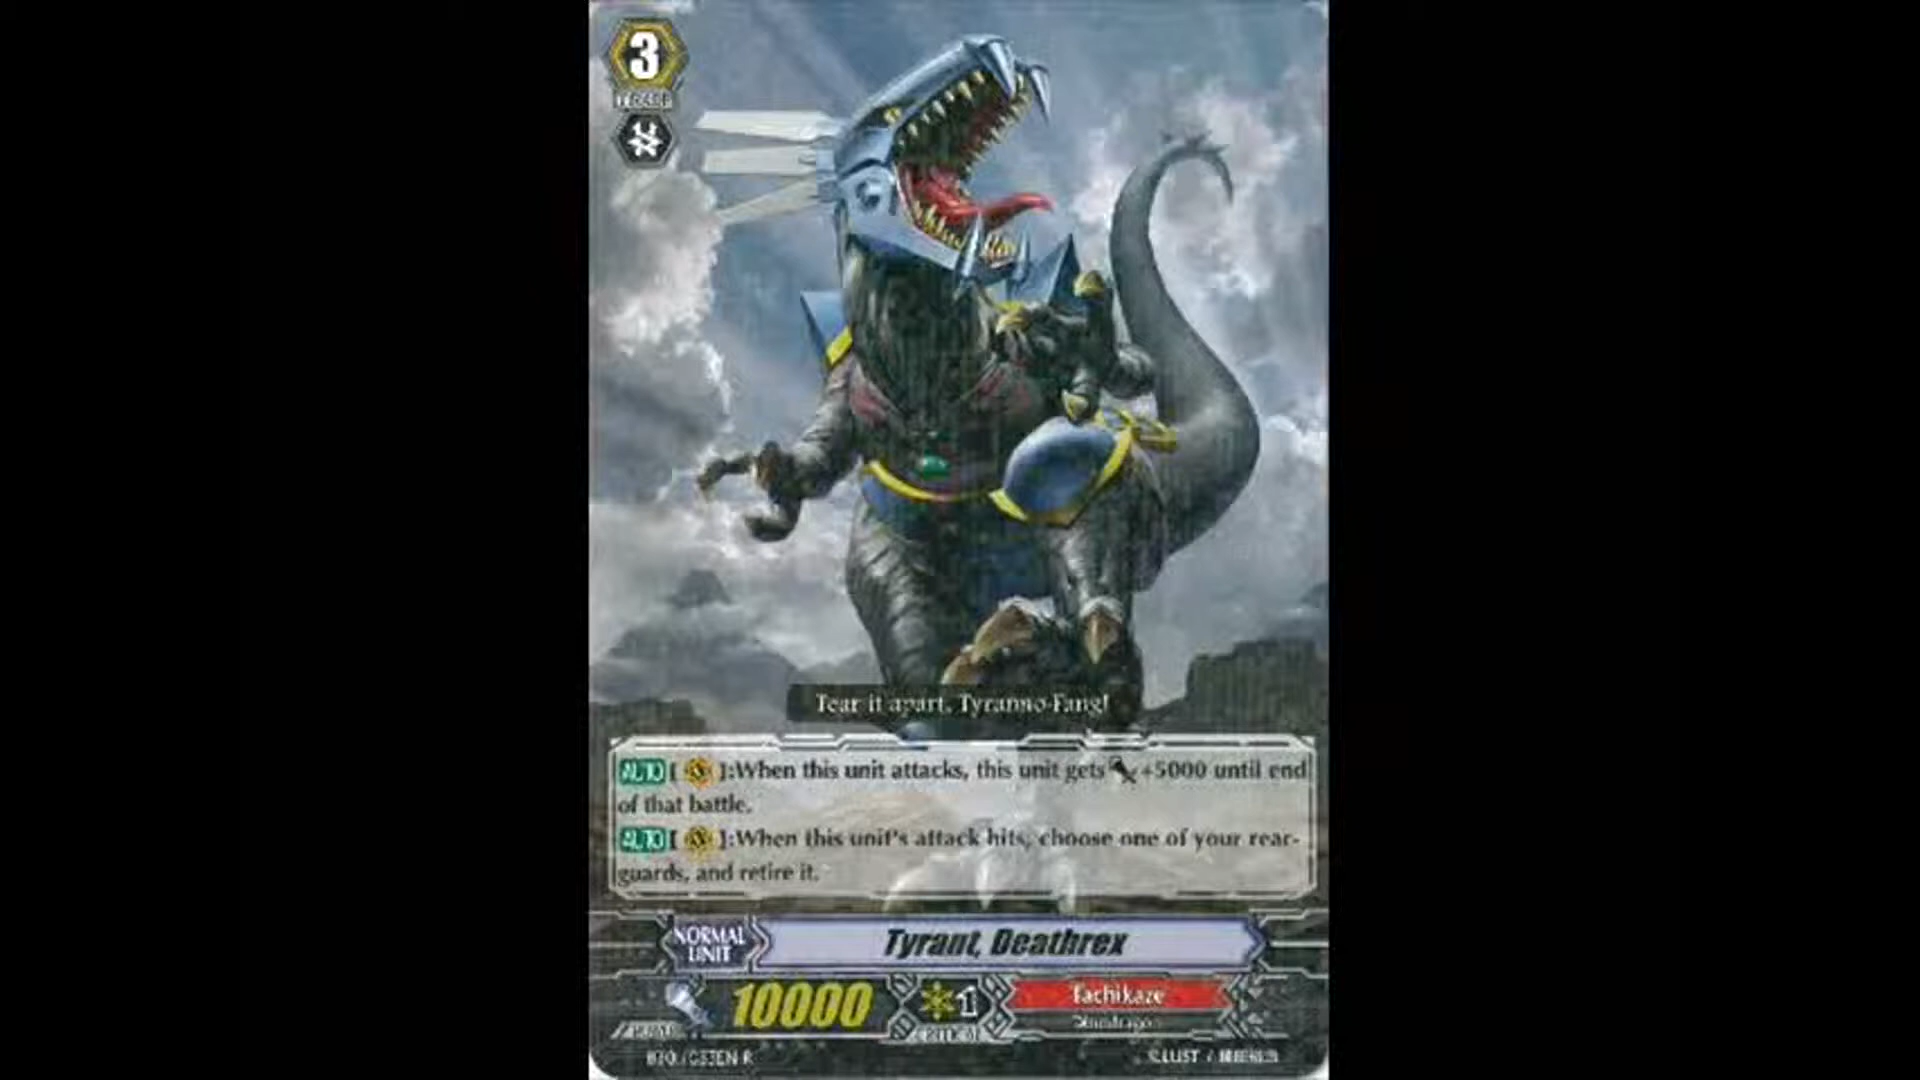 3
Tear it apart, Tyranno-Fang!
AUTO [ ]:When this unit attacks, this unit gets +5000 until end
of that battle.
AUTO [ ]:When this unit's attack hits, choose one of your rear-
guards, and retire it.
NORMAL
UNIT
Tyrant, Deathrex
10000
1
Tachikaze
CRITICAL
ILLUST /